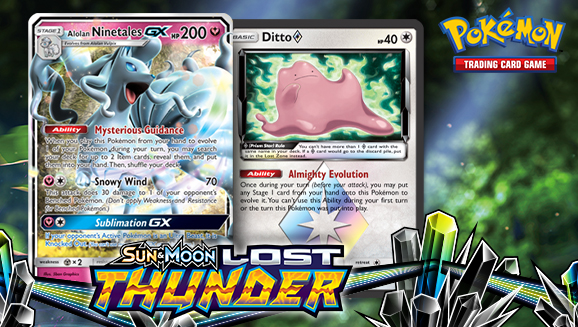 STAGE 1
Alolan Ninetales GX HP 200
Evolves from Alolan Vulpix
Ability Mysterious Guidance
When you play this Pokémon from your hand to evolve
1 of your Pokémon during your turn, you may search
your deck for up to 2 Item cards, reveal them, and put
them into your hand. Then, shuffle your deck.
Snowy Wind 70
This attack does 30 damage to 1 of your opponent's
Benched Pokémon. (Don't apply Weakness and Resistance
for Benched Pokémon.)
Sublimation GX
If your opponent's Active Pokémon is an Ultra Beast, it is
Knocked Out.
weakness ×2
BASIC Ditto HP 40
(Prism Star) Rule You can't have more than 1 card with the
same name in your deck. If a card would go to the discard pile, put
it in the Lost Zone instead.
Ability Almighty Evolution
Once during your turn (before your attack), you may put
any Stage 1 card from your hand onto this Pokémon to
evolve it. You can't use this Ability during your first turn
or the turn this Pokémon was put into play.
retreat
POKéMON
TRADING CARD GAME
SUN & MOON LOST
THUNDER